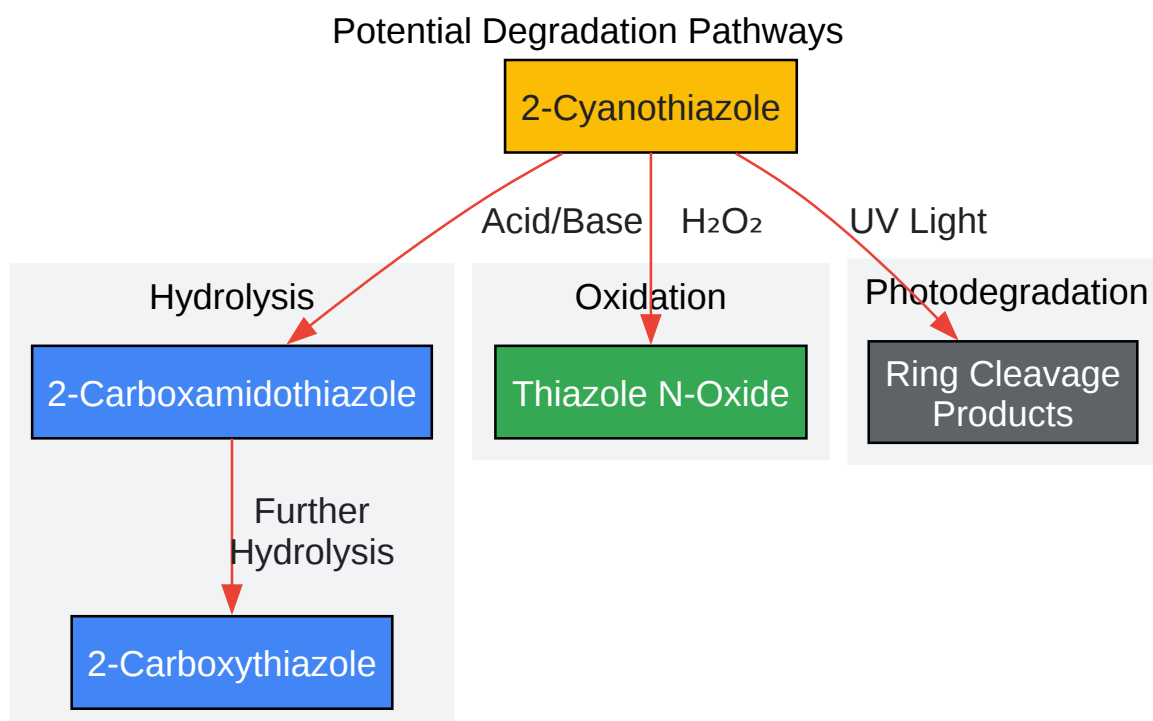 Potential Degradation Pathways
2-Cyanothiazole
Acid/Base
H₂O₂
UV Light
Hydrolysis
Oxidation
Photodegradation
2-Carboxamidothiazole
Thiazole N-Oxide
Ring Cleavage
Products
Further
Hydrolysis
2-Carboxythiazole